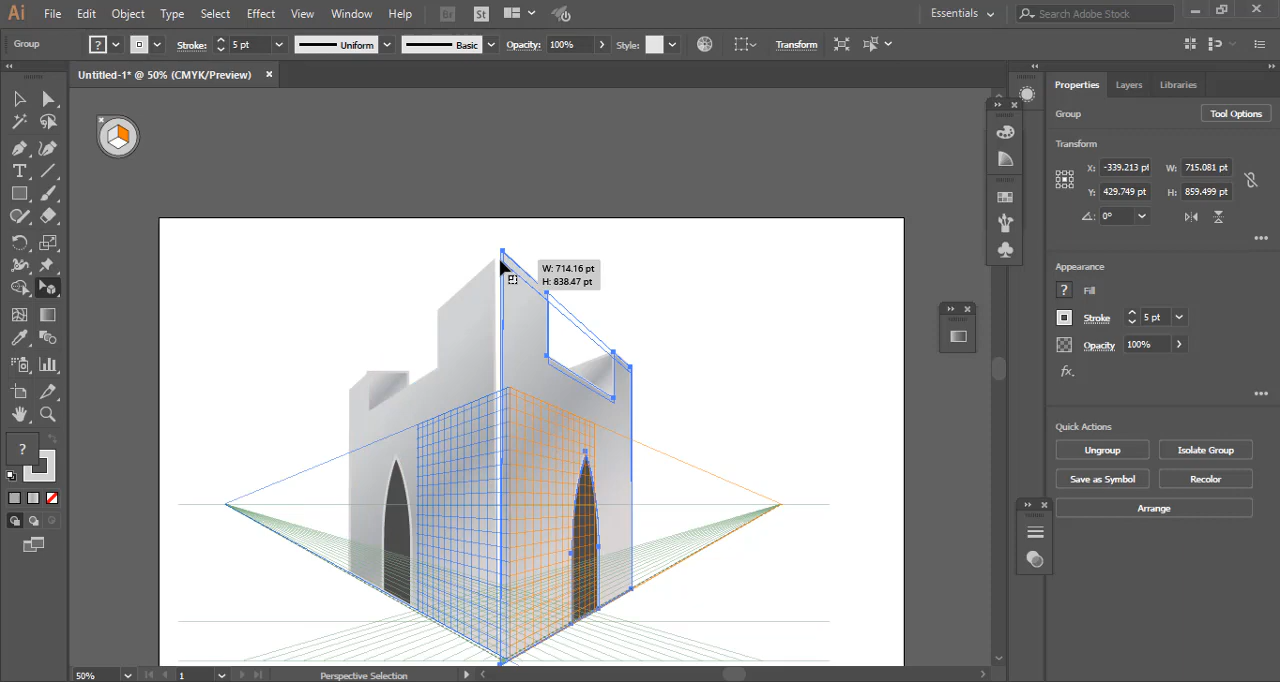 Ai File Edit Object Type Select Effect View Window Help Br St Essentials Search Adobe Stock
Group ? Stroke: 5 pt Uniform Basic Opacity: 100% Style: Transform
Untitled-1* @ 50% (CMYK/Preview)
Properties Layers Libraries
Group Tool Options
Transform
X: -339.213 pt W: 715.081 pt
Y: 429.749 pt H: 859.499 pt
0°
W: 714.16 pt
H: 838.47 pt
Appearance
? Fill
Stroke 5 pt
Opacity 100%
fx.
Quick Actions
Ungroup Isolate Group
Save as Symbol Recolor
Arrange
T
?
50% 1 Perspective Selection